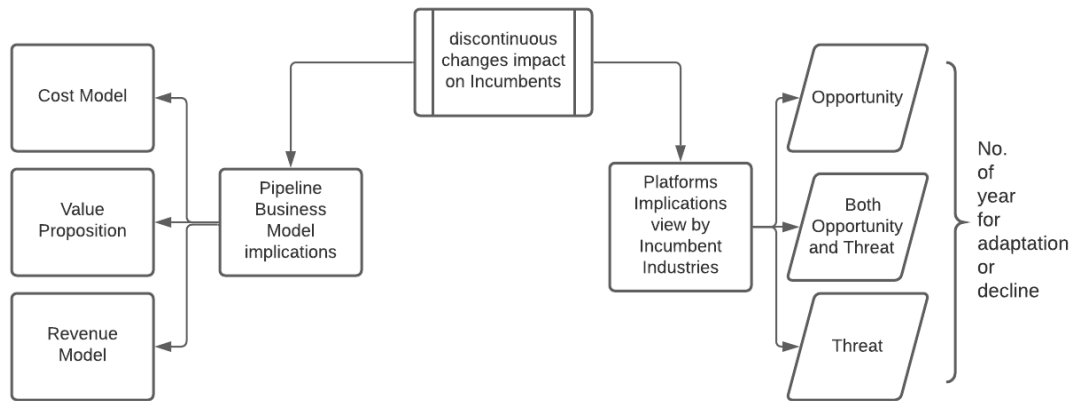 discontinuous
changes impact
on Incumbents
Cost Model
Value
Proposition
Revenue
Model
Pipeline
Business
Model
implications
Platforms
Implications
view by
Incumbent
Industries
Opportunity
Both
Opportunity
and Threat
Threat
No.
of
year
for
adaptation
or
decline